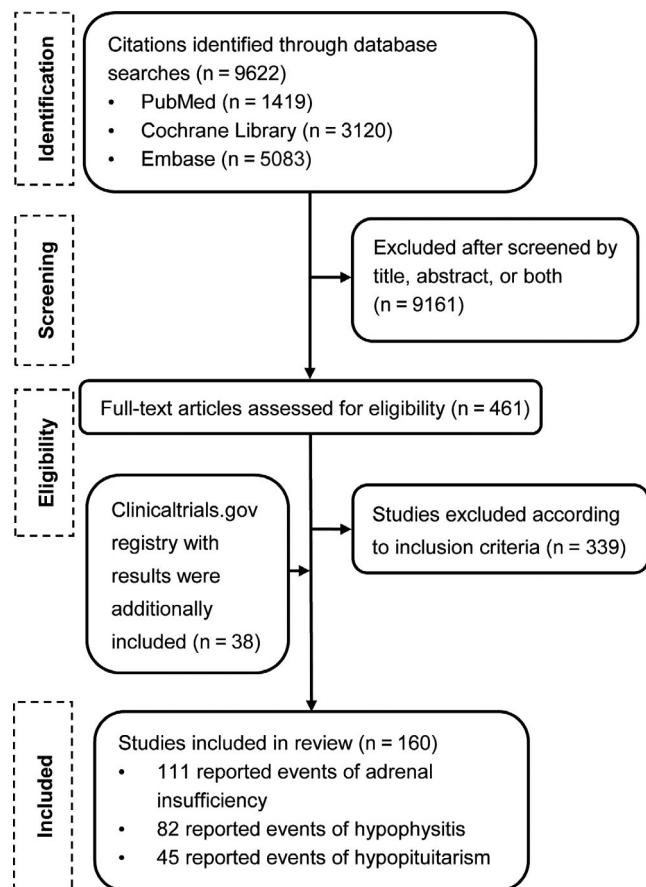 Identification
Citations identified through database
searches (n = 9622)
• PubMed (n = 1419)
• Cochrane Library (n = 3120)
• Embase (n = 5083)
Screening
Excluded after screened by
title, abstract, or both
(n = 9161)
Eligibility
Full-text articles assessed for eligibility (n = 461)
Clinicaltrials.gov
registry with
results were
additionally
included (n = 38)
Studies excluded according
to inclusion criteria (n = 339)
Included
Studies included in review (n = 160)
• 111 reported events of adrenal
insufficiency
• 82 reported events of hypophysitis
• 45 reported events of hypopituitarism